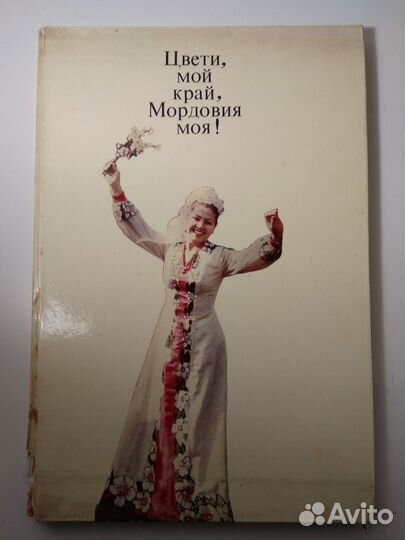 Цвети,
мой
край,
Мордовия
моя!
Avito